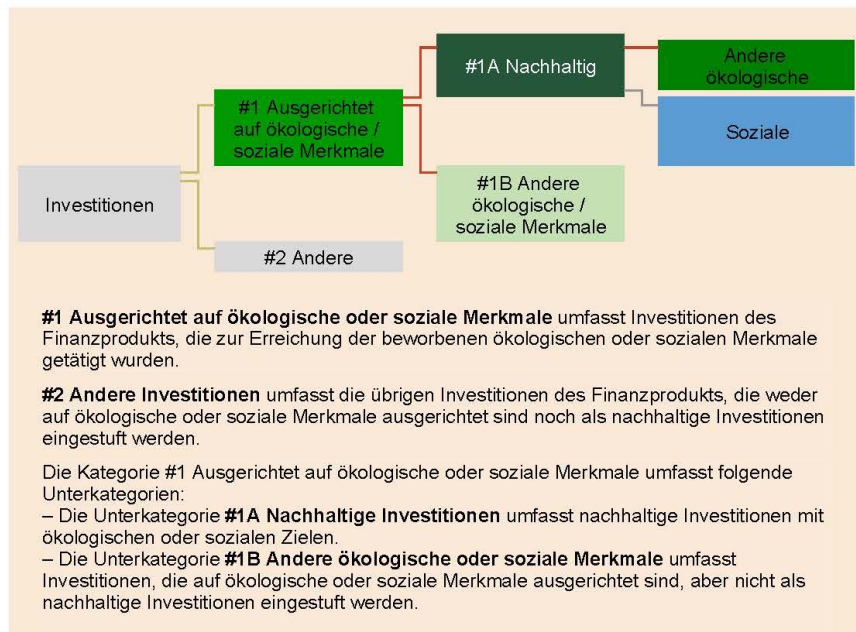 #1A Nachhaltig
Andere
ökologische
#1 Ausgerichtet
auf ökologische /
soziale Merkmale
Soziale
Investitionen
#1B Andere
ökologische /
soziale Merkmale
#2 Andere
#1 Ausgerichtet auf ökologische oder soziale Merkmale umfasst Investitionen des
Finanzprodukts, die zur Erreichung der beworbenen ökologischen oder sozialen Merkmale
getätigt wurden.
#2 Andere Investitionen umfasst die übrigen Investitionen des Finanzprodukts, die weder
auf ökologische oder soziale Merkmale ausgerichtet sind noch als nachhaltige Investitionen
eingestuft werden.
Die Kategorie #1 Ausgerichtet auf ökologische oder soziale Merkmale umfasst folgende
Unterkategorien:
– Die Unterkategorie #1A Nachhaltige Investitionen umfasst nachhaltige Investitionen mit
ökologischen oder sozialen Zielen.
– Die Unterkategorie #1B Andere ökologische oder soziale Merkmale umfasst
Investitionen, die auf ökologische oder soziale Merkmale ausgerichtet sind, aber nicht als
nachhaltige Investitionen eingestuft werden.